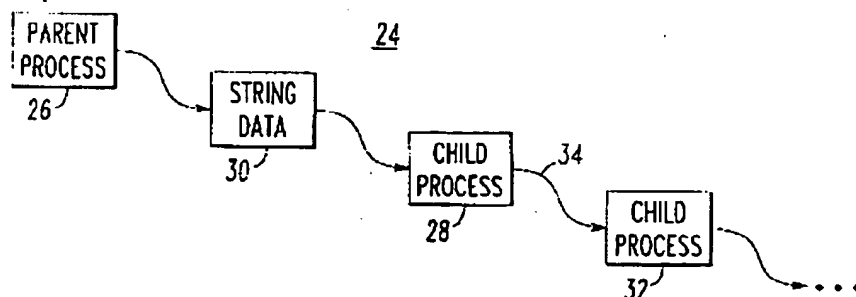 PARENT
PROCESS
26
24
STRING
DATA
30
CHILD
PROCESS
28
34
CHILD
PROCESS
32